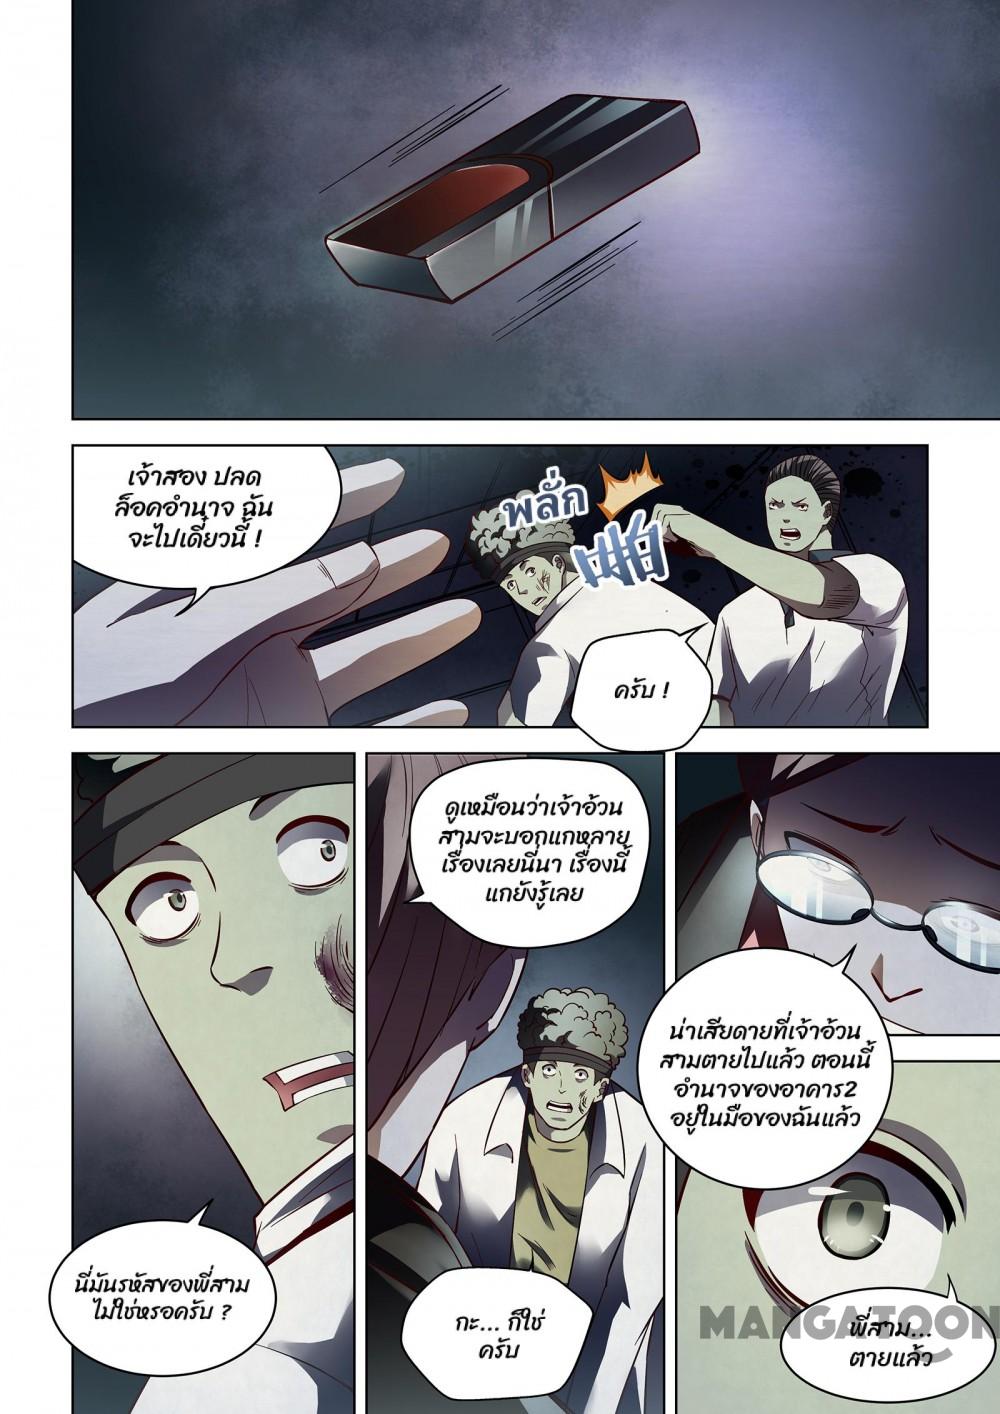 เจ้าสอง ปลด
ล็อคอำนาจ ฉัน
จะไปเดี๋ยวนี้ !
พลั่ก
啪
ครับ !
ดูเหมือนว่าเจ้าอ้วน
สามจะบอกแกหลาย
เรื่องเลยนี่นา เรื่องนี้
แกยังรู้เลย
น่าเสียดายที่เจ้าอ้วน
สามตายไปแล้ว ตอนนี้
อำนาจของอาคาร2
อยู่ในมือของฉันแล้ว
นี่มันรหัสของพี่สาม
ไม่ใช่หรอครับ ?
กะ... ก็ใช่
ครับ
พี่สาม...
ตายแล้ว
MANGATOON